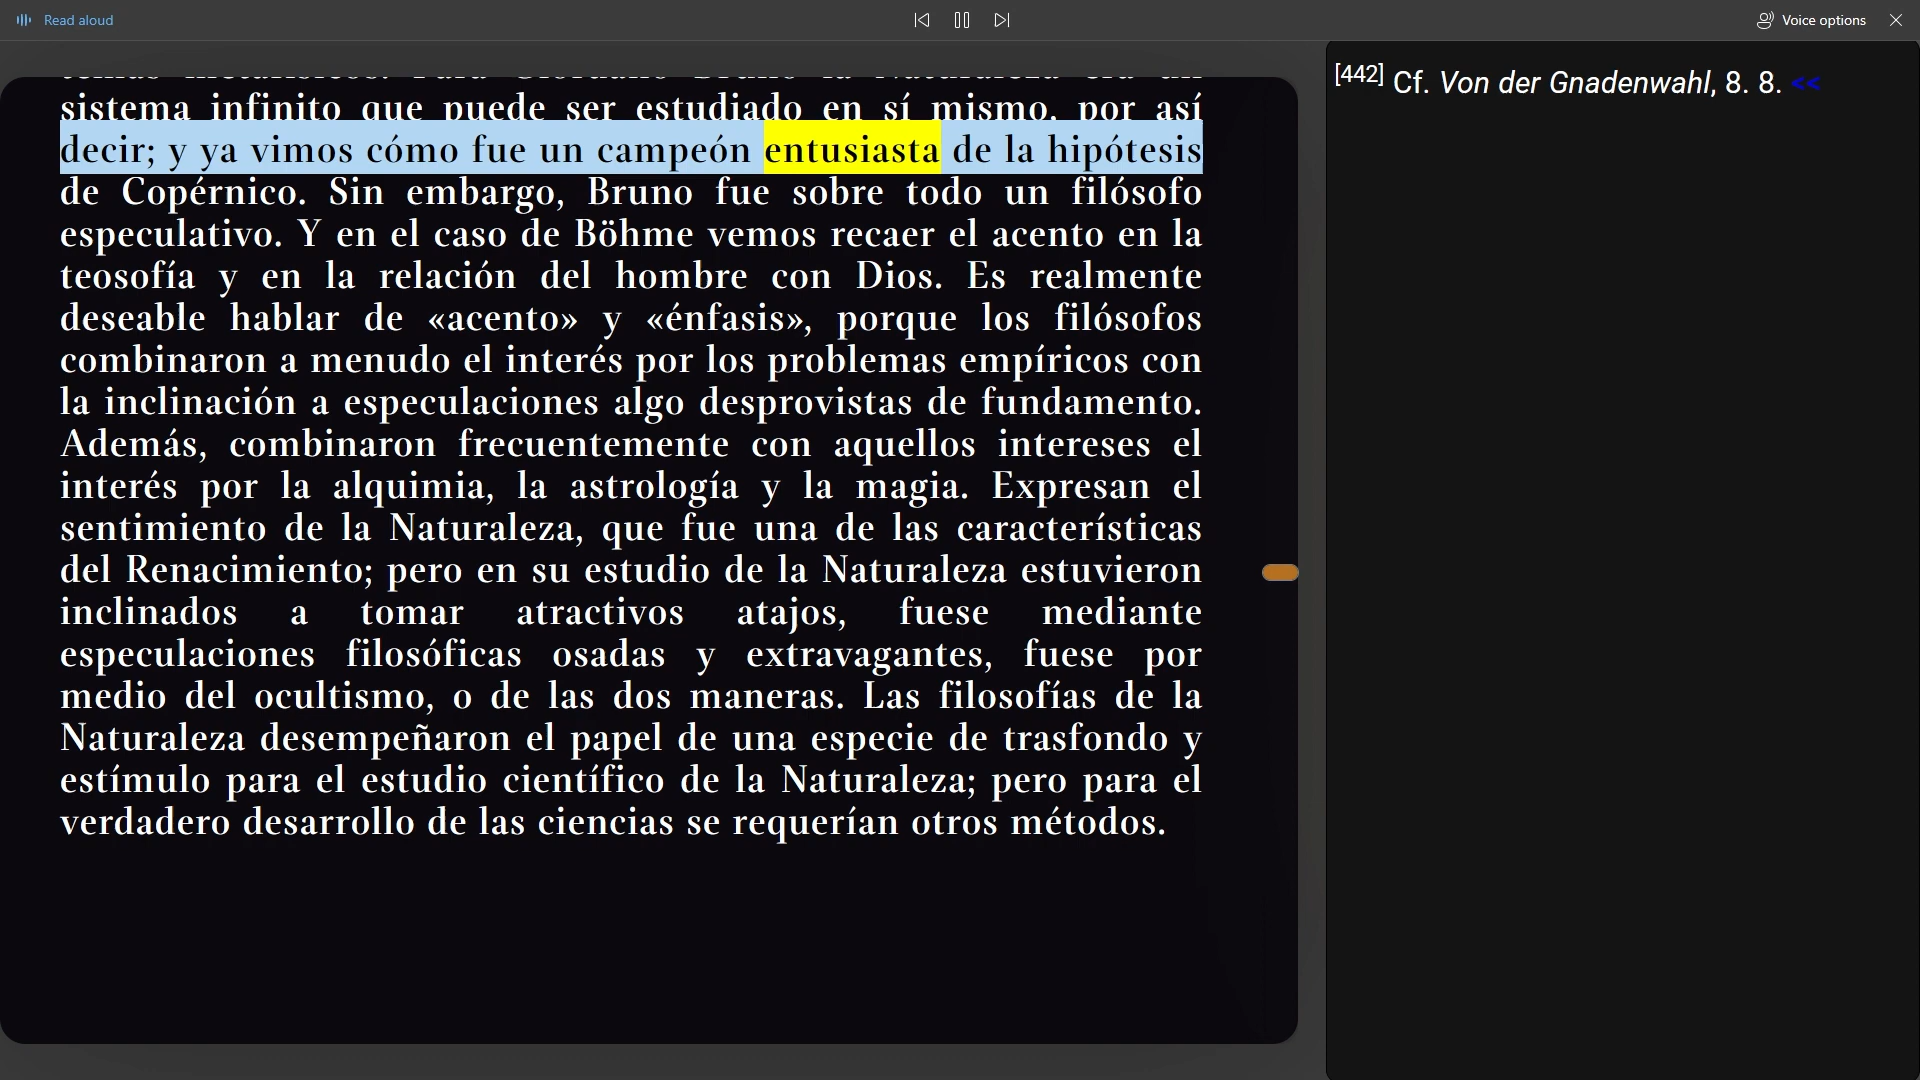 Read aloud
Voice options
sistema infinito que puede ser estudiado en sí mismo, por así
decir; y ya vimos cómo fue un campeón entusiasta de la hipótesis
de Copérnico. Sin embargo, Bruno fue sobre todo un filósofo
especulativo. Y en el caso de Böhme vemos recaer el acento en la
teosofía y en la relación del hombre con Dios. Es realmente
deseable hablar de «acento» y «énfasis», porque los filósofos
combinaron a menudo el interés por los problemas empíricos con
la inclinación a especulaciones algo desprovistas de fundamento.
Además, combinaron frecuentemente con aquellos intereses el
interés por la alquimia, la astrología y la magia. Expresan el
sentimiento de la Naturaleza, que fue una de las características
del Renacimiento; pero en su estudio de la Naturaleza estuvieron
inclinados a tomar atractivos atajos, fuese mediante
especulaciones filosóficas osadas y extravagantes, fuese por
medio del ocultismo, o de las dos maneras. Las filosofías de la
Naturaleza desempeñaron el papel de una especie de trasfondo y
estímulo para el estudio científico de la Naturaleza; pero para el
verdadero desarrollo de las ciencias se requerían otros métodos.
[442] Cf. Von der Gnadenwahl, 8. 8. <<